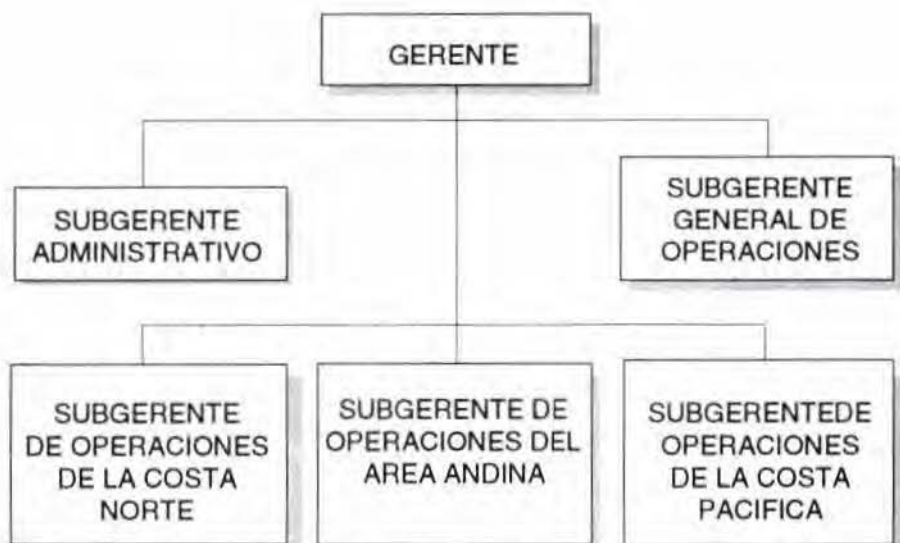 GERENTE
SUBGERENTE
ADMINISTRATIVO
SUBGERENTE
GENERAL DE
OPERACIONES
SUBGERENTE
DE OPERACIONES
DE LA COSTA
NORTE
SUBGERENTE DE
OPERACIONES DEL
AREA ANDINA
SUBGERENTEDE
OPERACIONES
DE LA COSTA
PACIFICA